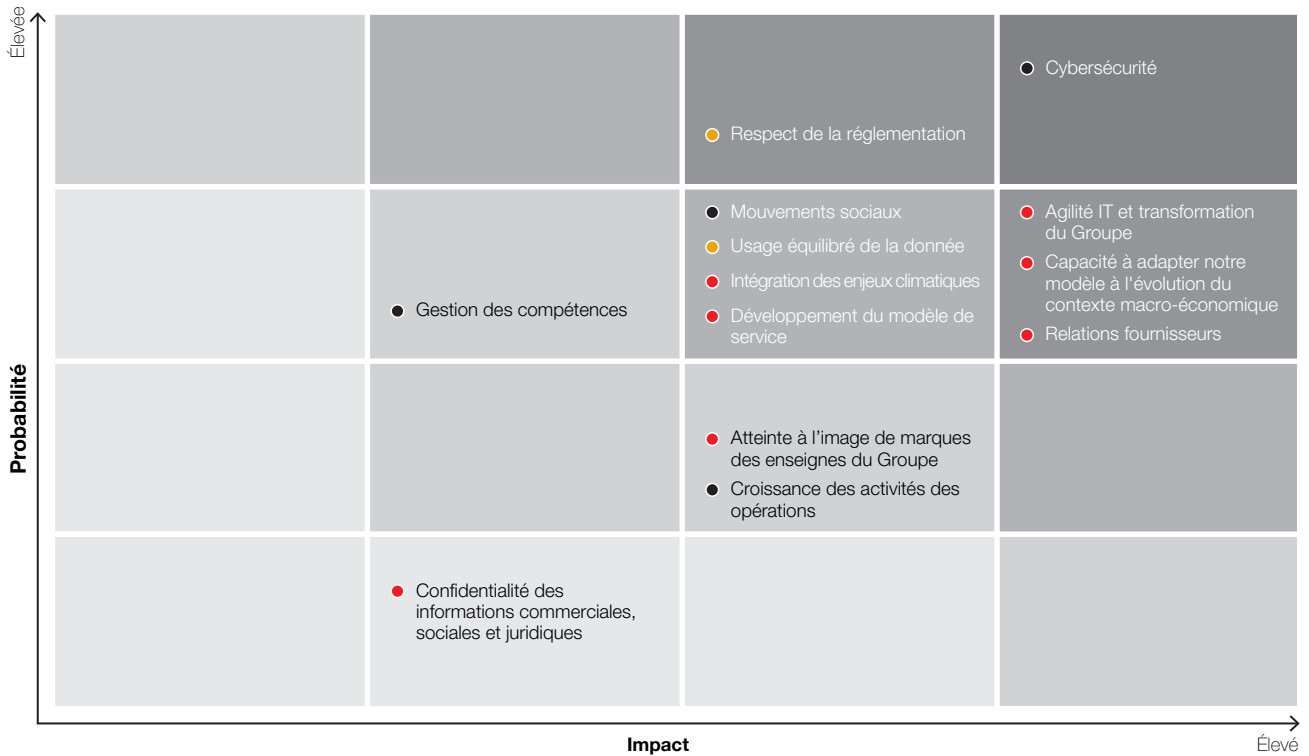 Élevée
Cybersécurité
Respect de la réglementation
Mouvements sociaux
Usage équilibré de la donnée
Intégration des enjeux climatiques
Développement du modèle de
service
Agilité IT et transformation
du Groupe
Capacité à adapter notre
modèle à l'évolution du
contexte macro-économique
Relations fournisseurs
Gestion des compétences
Probabilité
Atteinte à l’image de marques
des enseignes du Groupe
Croissance des activités des
opérations
Confidentialité des
informations commerciales,
sociales et juridiques
Impact
Élevé